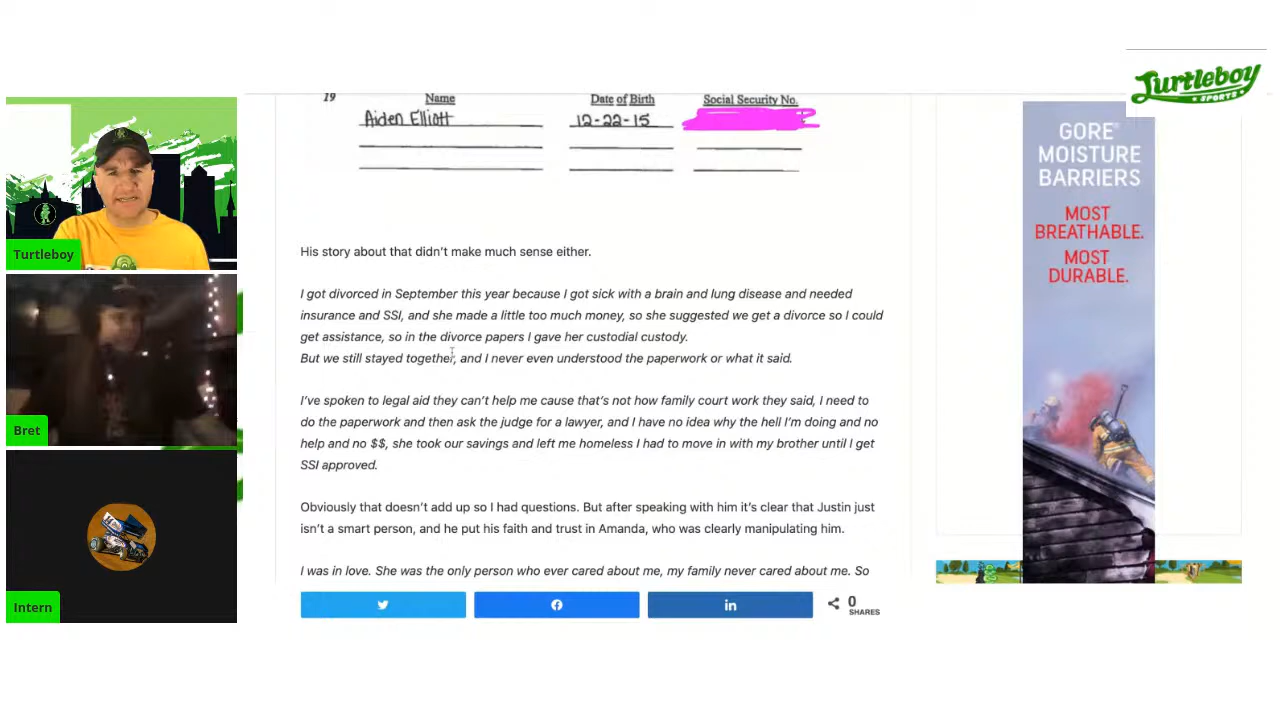 Turtleboy
SPORTS
19
Name
Date of Birth
Social Security No.
Aiden Elliott
12-22-15
His story about that didn't make much sense either.
I got divorced in September this year because I got sick with a brain and lung disease and needed
insurance and SSI, and she made a little too much money, so she suggested we get a divorce so I could
get assistance, so in the divorce papers I gave her custodial custody.
But we still stayed together, and I never even understood the paperwork or what it said.
I've spoken to legal aid they can't help me cause that's not how family court work they said, I need to
do the paperwork and then ask the judge for a lawyer, and I have no idea why the hell I'm doing and no
help and no $$, she took our savings and left me homeless I had to move in with my brother until I get
SSI approved.
Obviously that doesn't add up so I had questions. But after speaking with him it's clear that Justin just
isn't a smart person, and he put his faith and trust in Amanda, who was clearly manipulating him.
I was in love. She was the only person who ever cared about me, my family never cared about me. So
0
SHARES
GORE
MOISTURE
BARRIERS
MOST
BREATHABLE.
MOST
DURABLE.
Turtleboy
Bret
Intern